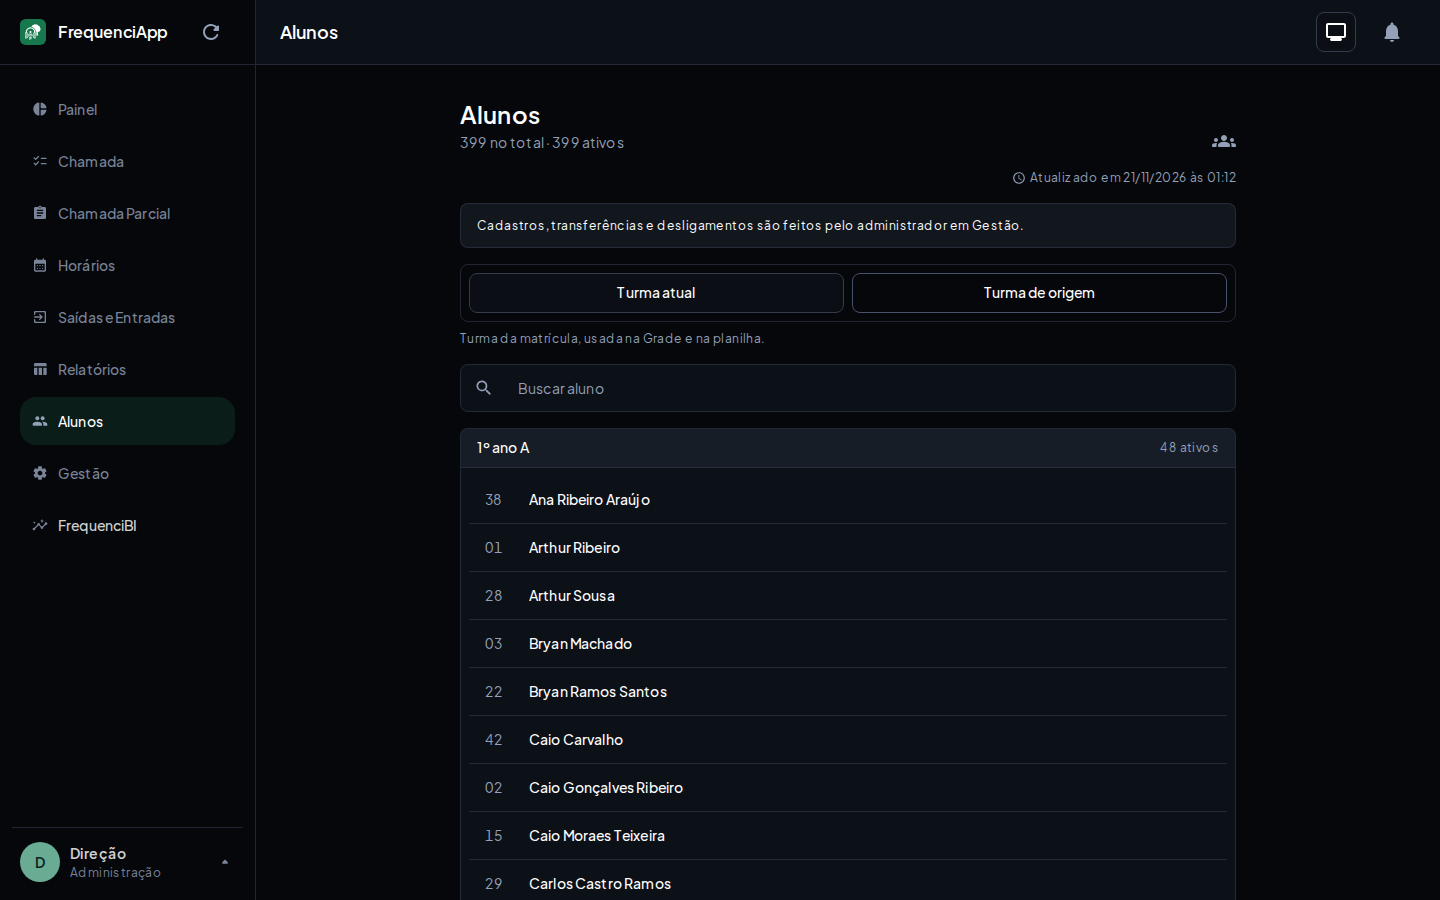 FrequenciApp
Alunos
Painel
Chamada
Chamada Parcial
Horários
Saídas e Entradas
Relatórios
Alunos
Gestão
FrequenciBI
D
Direção
Administração
Alunos
399 no total · 399 ativos
Atualizado em 21/11/2026 às 01:12
Cadastros, transferências e desligamentos são feitos pelo administrador em Gestão.
Turma atual
Turma de origem
Turma da matrícula, usada na Grade e na planilha.
Buscar aluno
1º ano A
48 ativos
38 Ana Ribeiro Araújo
01 Arthur Ribeiro
28 Arthur Sousa
03 Bryan Machado
22 Bryan Ramos Santos
42 Caio Carvalho
02 Caio Gonçalves Ribeiro
15 Caio Moraes Teixeira
29 Carlos Castro Ramos